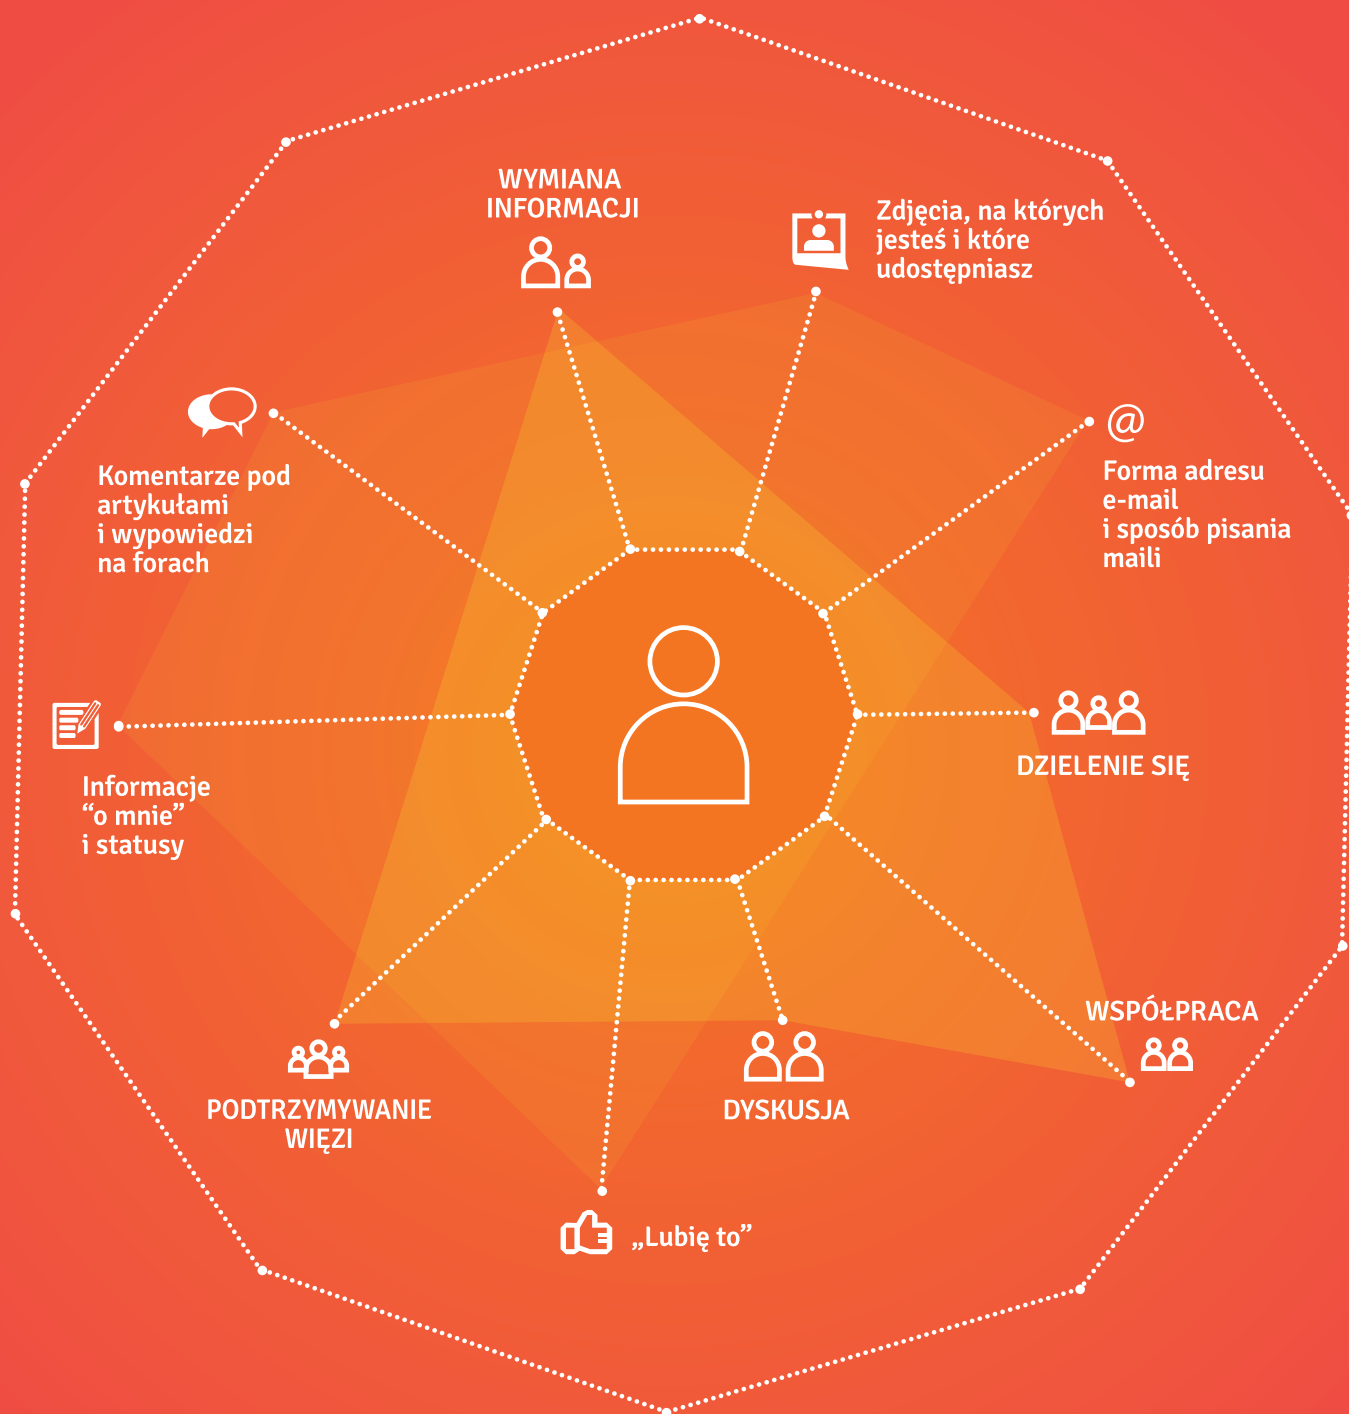 WYMIANA
INFORMACJI
Zdjęcia, na których
jesteś i które
udostępniasz
@
Forma adresu
e-mail
i sposób pisania
maili
Komentarze pod
artykułami
i wypowiedzi
na forach
DZIELENIE SIĘ
Informacje
“o mnie”
i statusy
WSPÓŁPRACA
PODTRZYMYWANIE
WIĘZI
DYSKUSJA
„Lubię to”